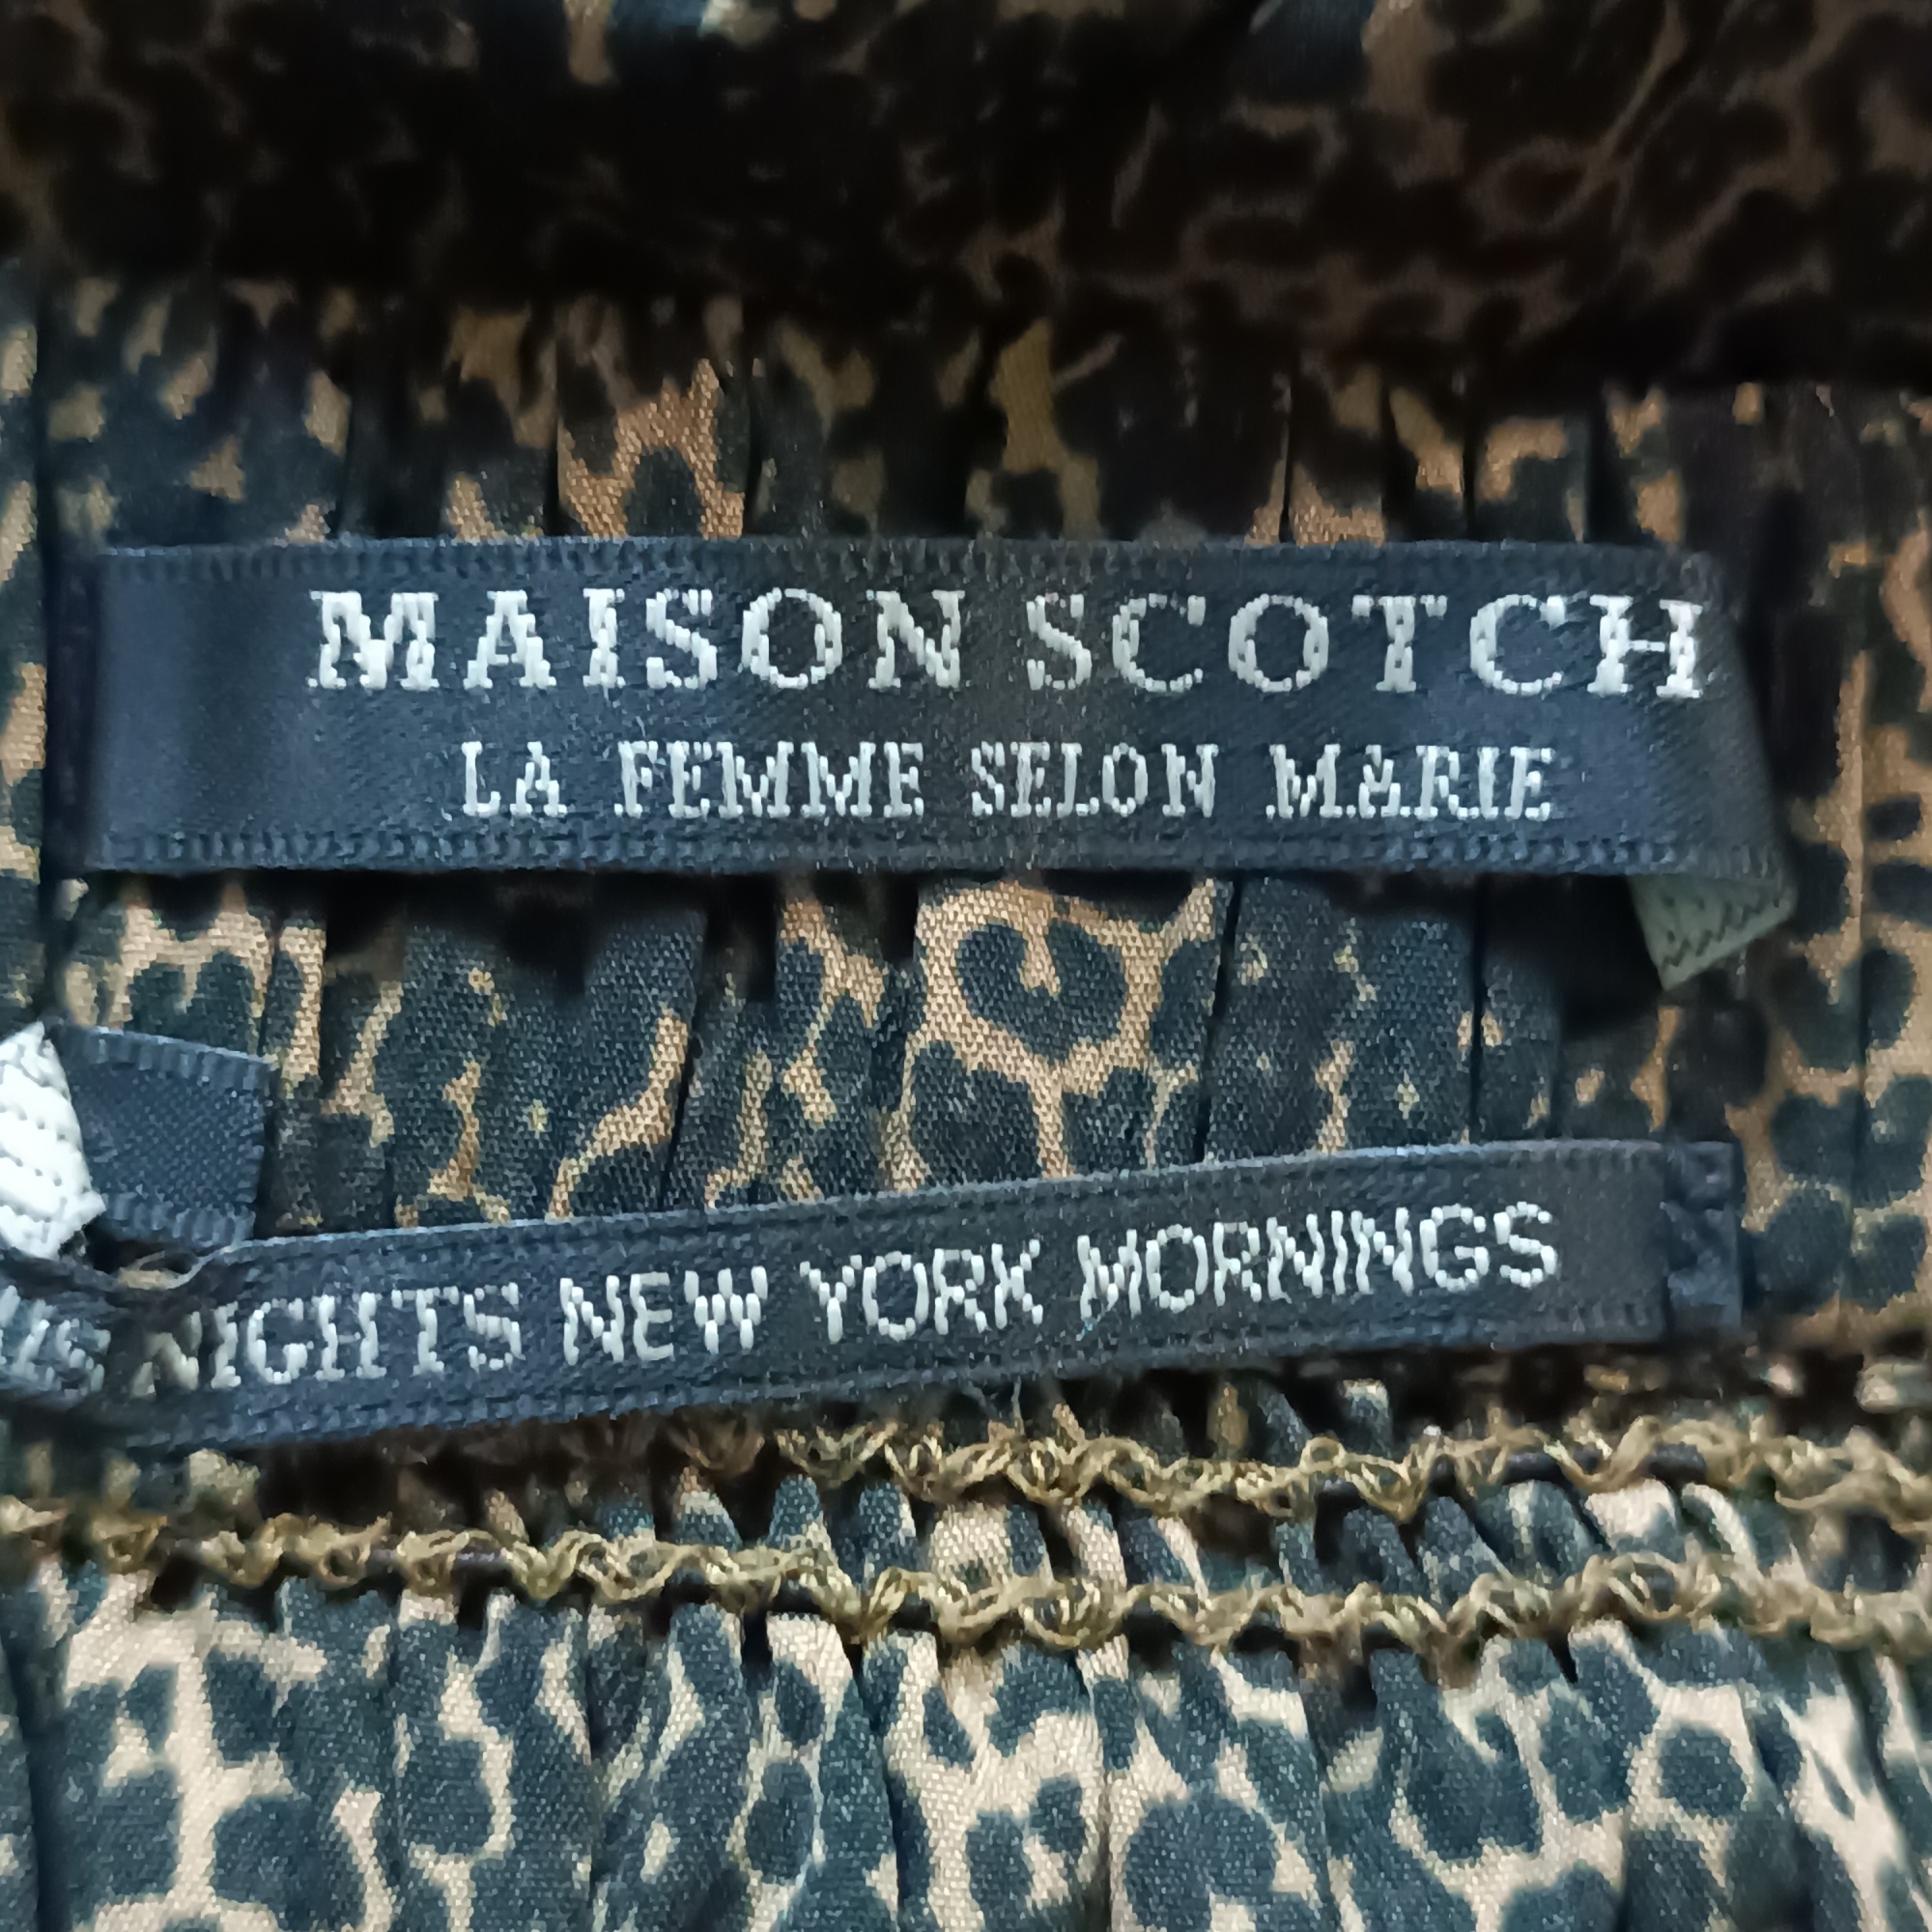 MAISON SCOTCH
LA FEMME SELON MARIE
NIGHTS NEW YORK MORNINGS